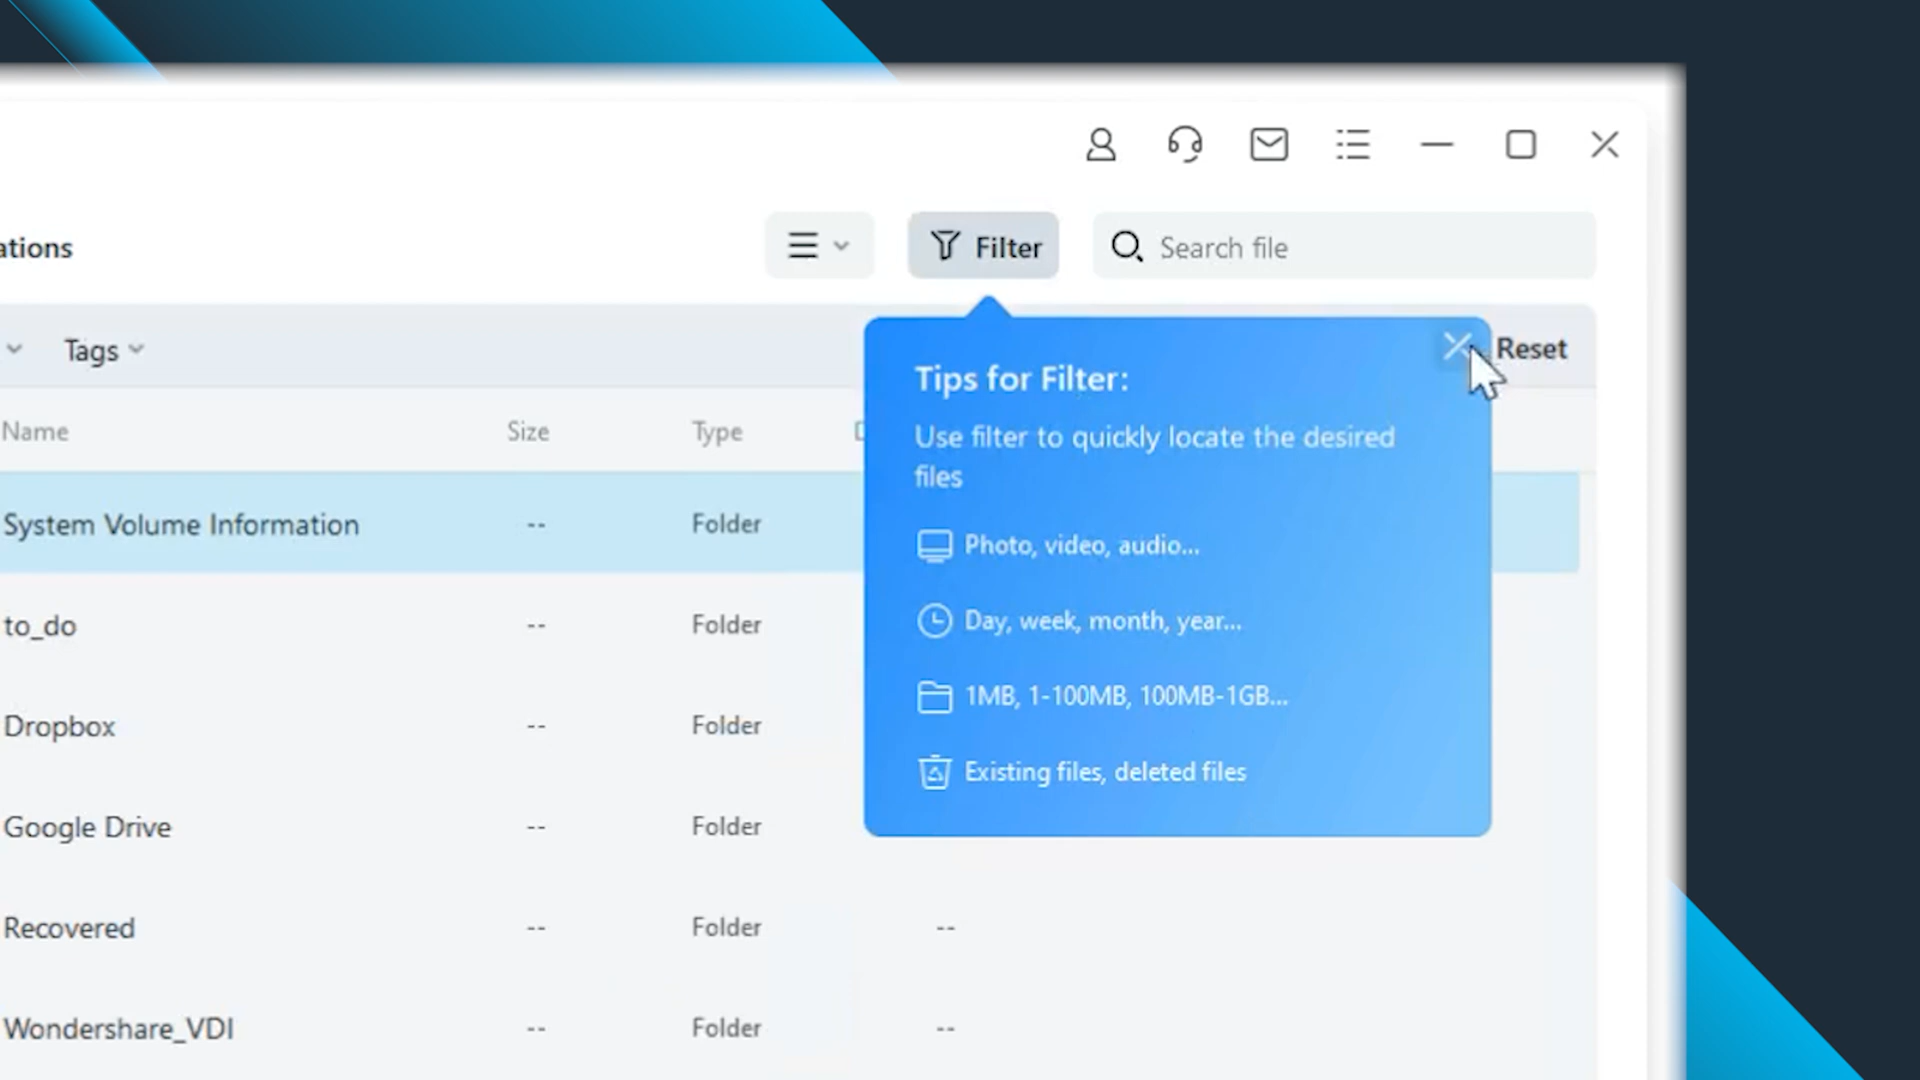 ations
Filter
Search file
Tags
Reset
Tips for Filter:
Use filter to quickly locate the desired
files
Photo, video, audio...
Day, week, month, year...
1MB, 1-100MB, 100MB-1GB...
Existing files, deleted files
Name Size Type
System Volume Information -- Folder
to_do -- Folder
Dropbox -- Folder
Google Drive -- Folder
Recovered -- Folder --
Wondershare_VDI -- Folder --